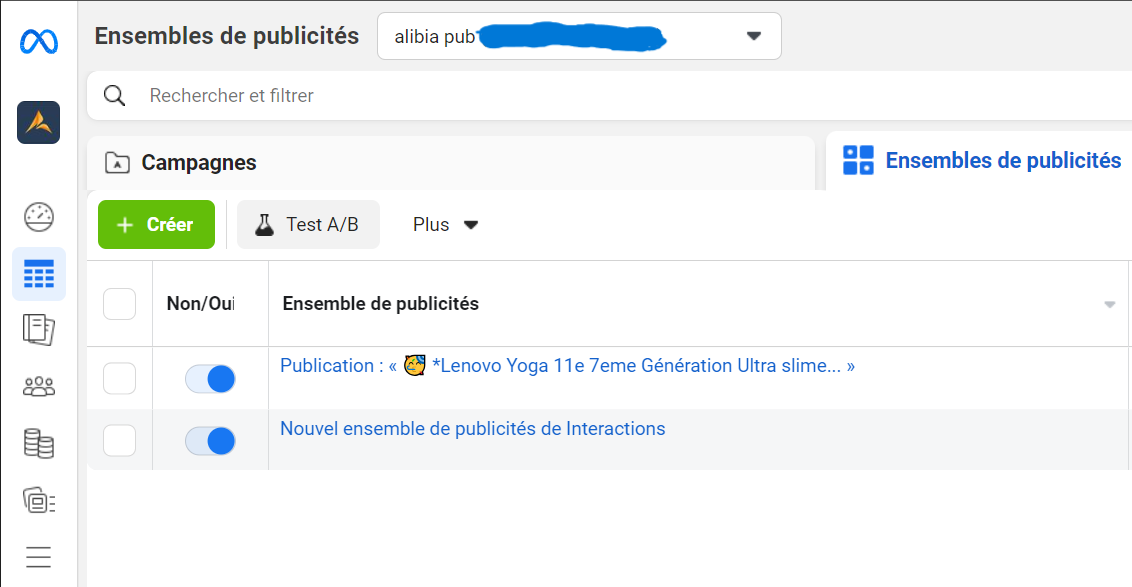 Ensembles de publicités
alibia pub
Rechercher et filtrer
Campagnes
Ensembles de publicités
+ Créer
Test A/B
Plus
Non/Oui
Ensemble de publicités
Publication : « 🥳 *Lenovo Yoga 11e 7eme Génération Ultra slime... »
Nouvel ensemble de publicités de Interactions